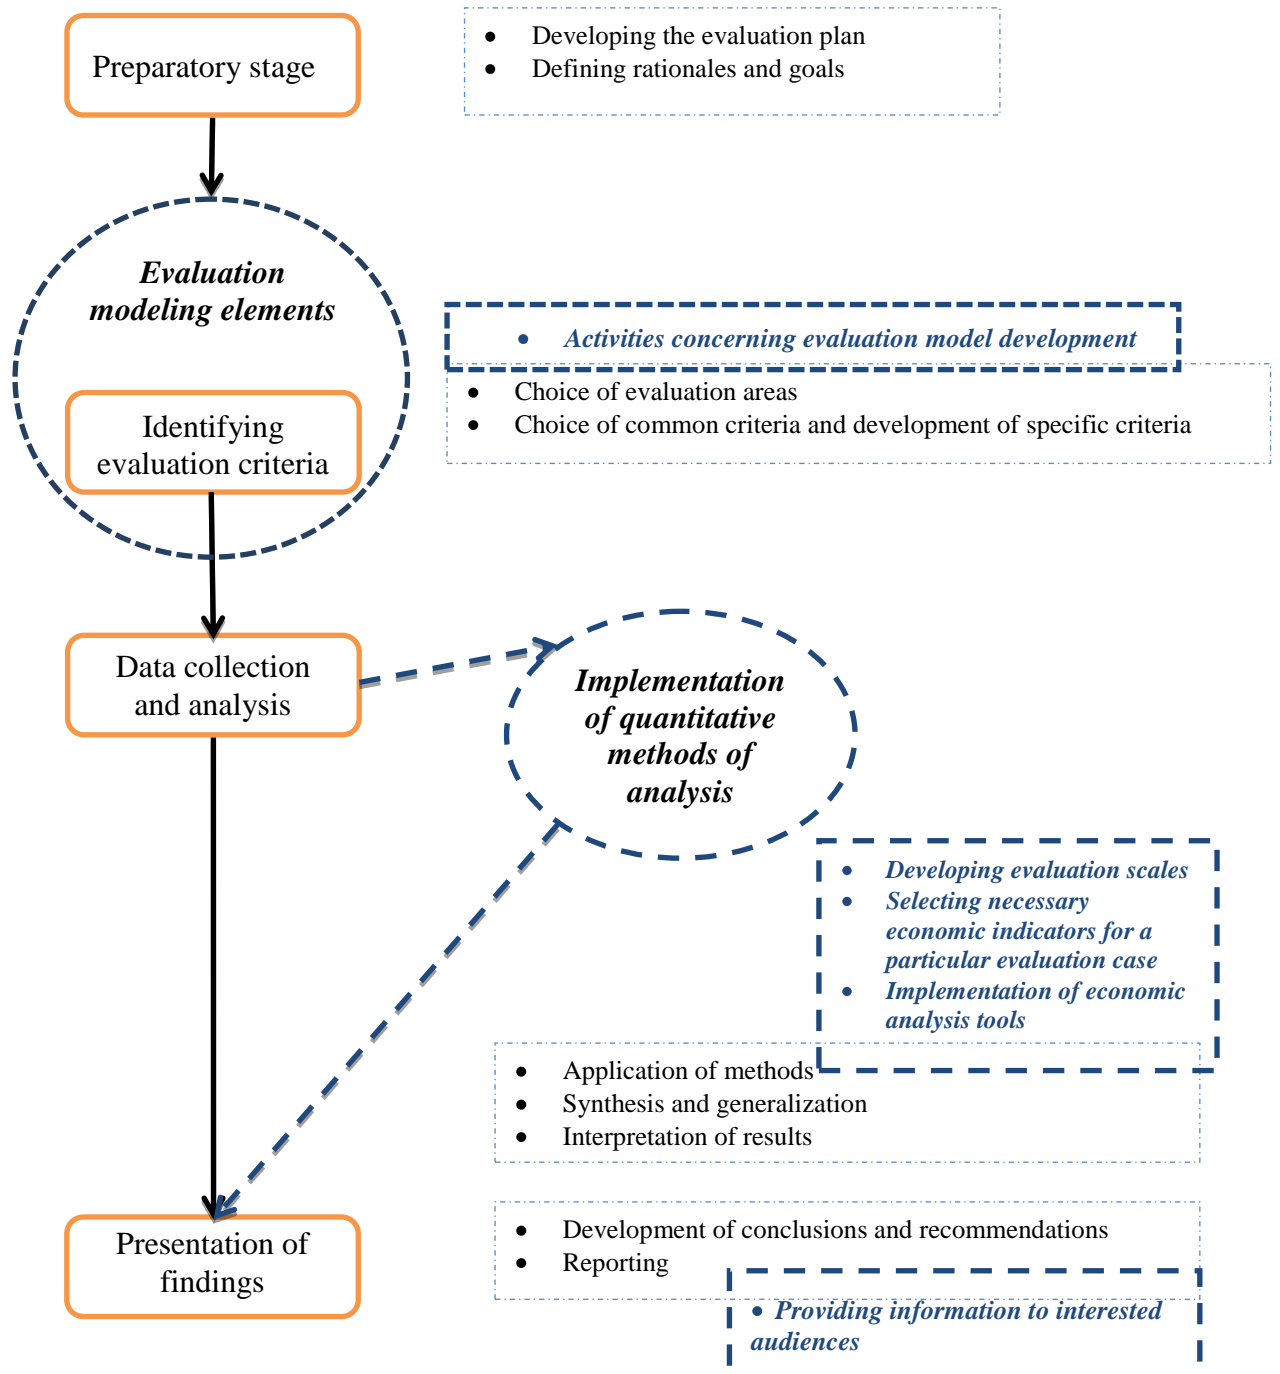 Preparatory stage
• Developing the evaluation plan
• Defining rationales and goals
Evaluation
modeling elements
• Activities concerning evaluation model development
Identifying
evaluation criteria
• Choice of evaluation areas
• Choice of common criteria and development of specific criteria
Data collection
and analysis
Implementation
of quantitative
methods of
analysis
• Developing evaluation scales
• Selecting necessary
economic indicators for a
particular evaluation case
• Implementation of economic
analysis tools
• Application of methods
• Synthesis and generalization
• Interpretation of results
Presentation of
findings
• Development of conclusions and recommendations
• Reporting
• Providing information to interested
audiences